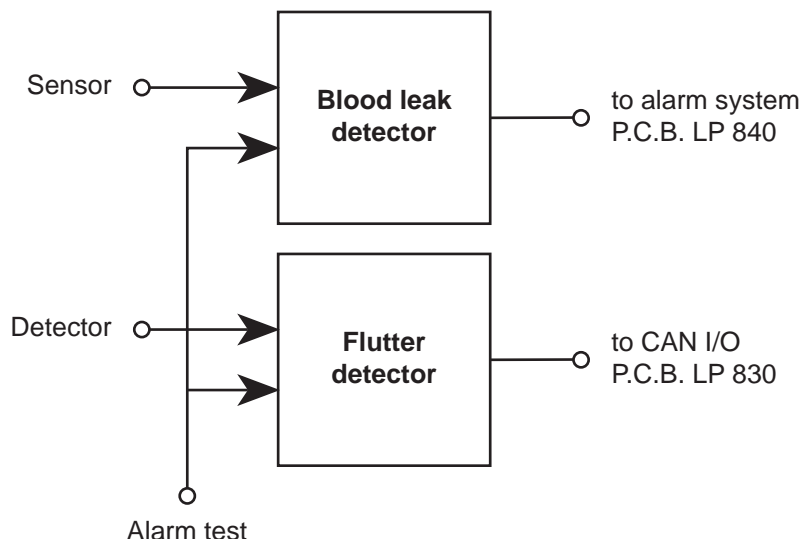 Sensor
Blood leak
detector
to alarm system
P.C.B. LP 840
Detector
Flutter
detector
to CAN I/O
P.C.B. LP 830
Alarm test